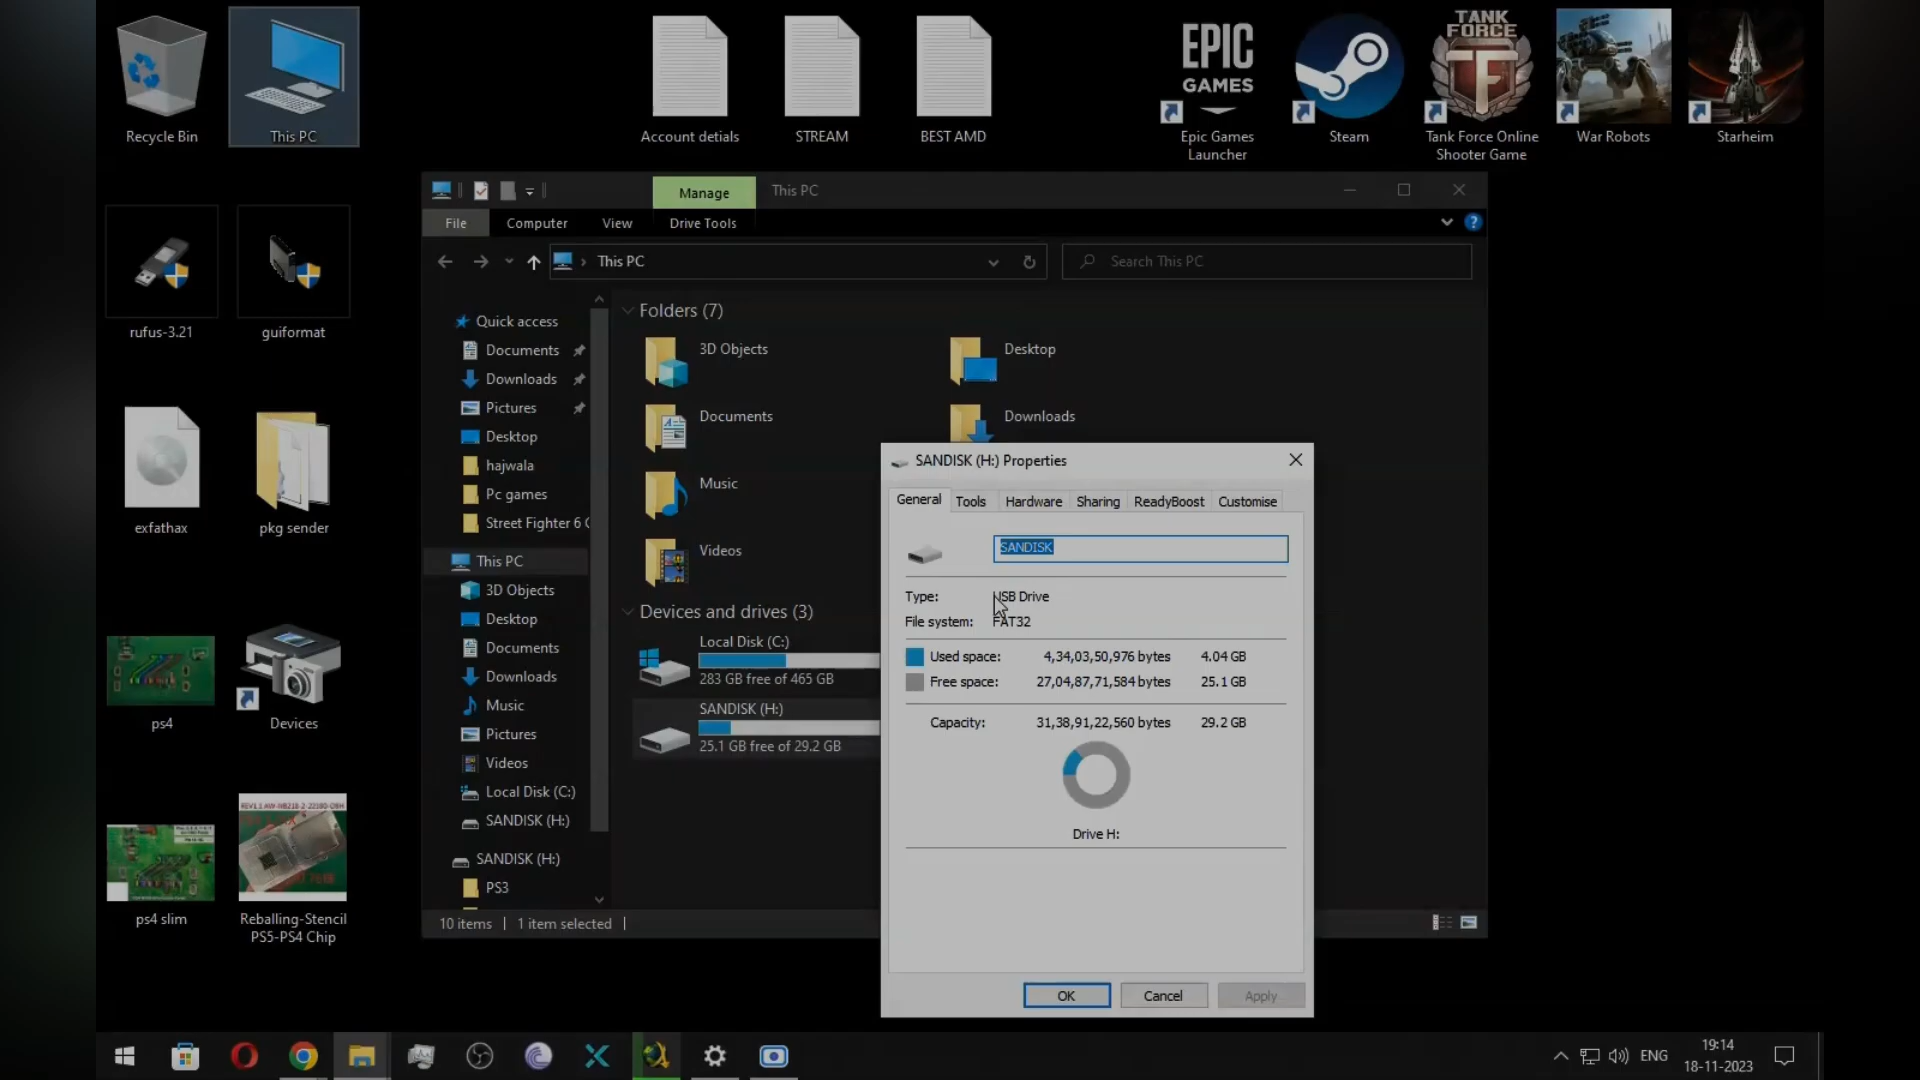 Recycle Bin
This PC
Account detials
STREAM
BEST AMD
EPIC
GAMES
Epic Games
Launcher
Steam
TANK
FORCE
Tank Force Online
Shooter Game
War Robots
Starheim
rufus-3.21
guiformat
exfathax
pkg sender
ps4
Devices
ps4 slim
Reballing-Stencil
PS5-PS4 Chip
Manage
This PC
File
Computer
View
Drive Tools
This PC
Search This PC
Quick access
Documents
Downloads
Pictures
Desktop
hajwala
Pc games
Street Fighter 6
This PC
3D Objects
Desktop
Documents
Downloads
Music
Pictures
Videos
Local Disk (C:)
SANDISK (H:)
SANDISK (H:)
PS3
Folders (7)
3D Objects
Desktop
Documents
Downloads
Music
Videos
Devices and drives (3)
Local Disk (C:)
283 GB free of 465 GB
SANDISK (H:)
25.1 GB free of 29.2 GB
10 items
1 item selected
SANDISK (H:) Properties
General
Tools
Hardware
Sharing
ReadyBoost
Customise
SANDISK
Type:
USB Drive
File system:
FAT32
Used space:
4,34,03,50,976 bytes
4.04 GB
Free space:
27,04,87,71,584 bytes
25.1 GB
Capacity:
31,38,91,22,560 bytes
29.2 GB
Drive H:
OK
Cancel
Apply
ENG
19:14
18-11-2023